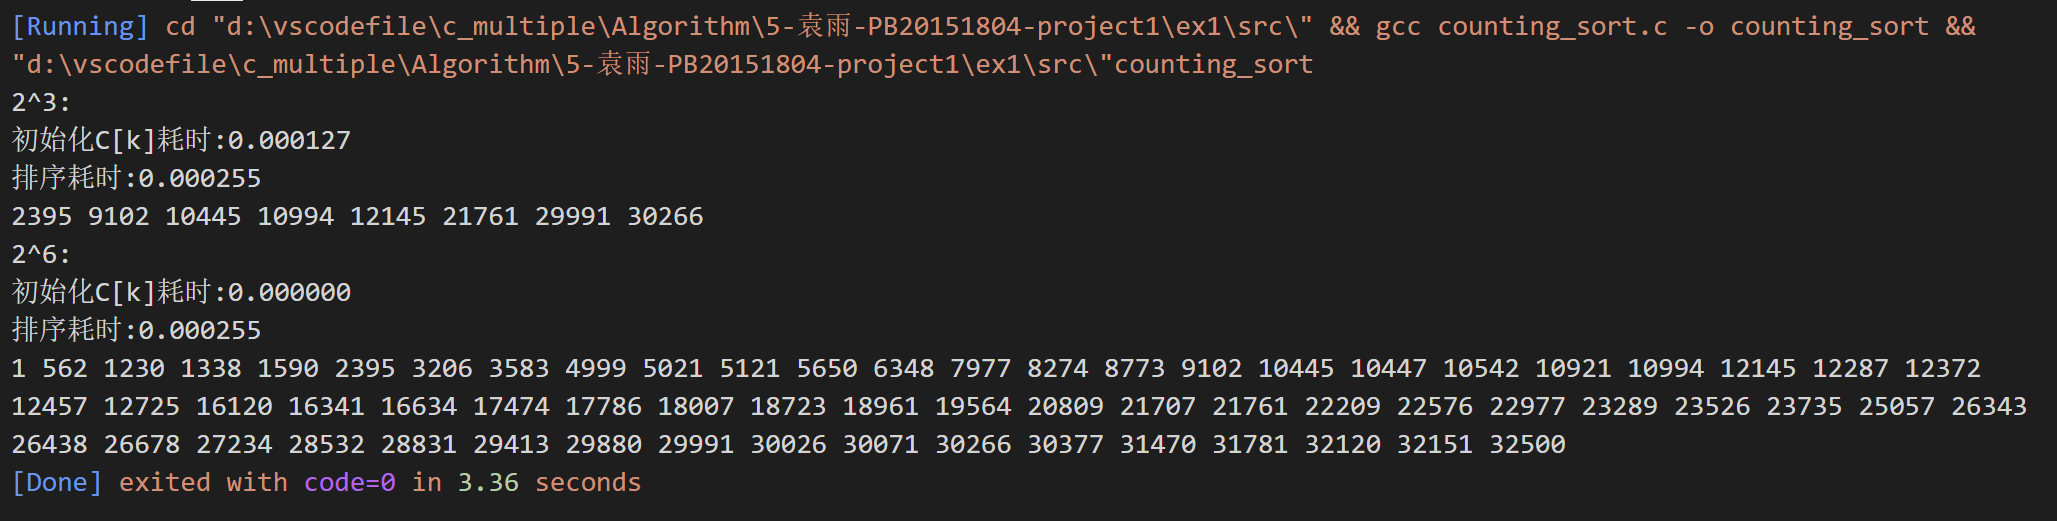 [Running] cd "d:\vscodefile\c_multiple\Algorithm\5-袁雨-PB20151804-project1\ex1\src\" && gcc counting_sort.c -o counting_sort &&
"d:\vscodefile\c_multiple\Algorithm\5-袁雨-PB20151804-project1\ex1\src\"counting_sort
2^3:
初始化C[k]耗时:0.000127
排序耗时:0.000255
2395 9102 10445 10994 12145 21761 29991 30266
2^6:
初始化C[k]耗时:0.000000
排序耗时:0.000255
1 562 1230 1338 1590 2395 3206 3583 4999 5021 5121 5650 6348 7977 8274 8773 9102 10445 10447 10542 10921 10994 12145 12287 12372
12457 12725 16120 16341 16634 17474 17786 18007 18723 18961 19564 20809 21707 21761 22209 22576 22977 23289 23526 23735 25057 26343
26438 26678 27234 28532 28831 29413 29880 29991 30026 30071 30266 30377 31470 31781 32120 32151 32500
[Done] exited with code=0 in 3.36 seconds